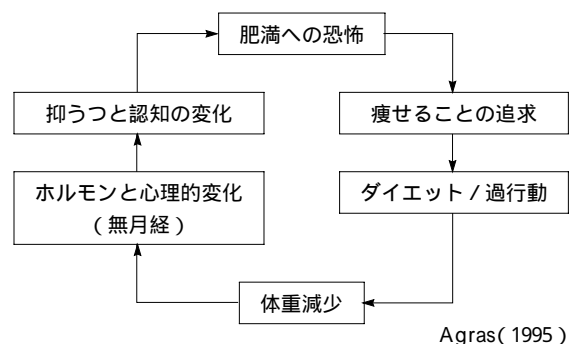 肥満への恐怖
抑うつと認知の変化
痩せることの追求
ホルモンと心理的変化
(無月経)
ダイエット/過行動
体重減少
Agras(1995)